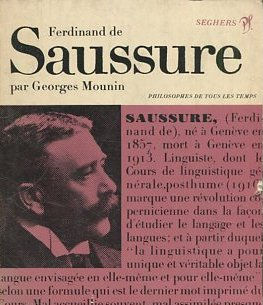 Ferdinand de
SEGHERS
Saussure
par Georges Mounin
PHILOSOPHES DE TOUS LES TEMPS
SAUSSURE, (Ferdi-
nand de), né à Genève en
1857, mort à Genève en
1913. Linguiste, dont le
Cours de linguistique gé-
nérale, posthume (1916)
marque une révolution co-
pernicienne dans la façon
d'étudier le langage et les
langues; et à partir duquel
"la linguistique a pour
unique et véritable objet la
langue envisagée en elle-même et pour elle-même"
selon une formule qui est le dernier mot imprimé du